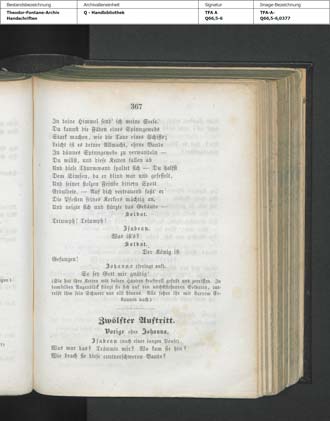 Bestandsbezeichnung Archivalieneinheit Signatur Image-Bezeichnung
Theodor-Fontane-Archiv Q - Handbibliothek TFA A TFA-A-
Handschriften Q66,5-6 Q66,5-6,0377
367
In deine Himmel send' ich meine Seele.
Du kannst die Fäden eines Spinngewebs
Stark machen, wie die Taue eines Schiffs;
Leicht ist es deiner Allmacht, ehrne Bande
In dünnes Spinngewebe zu verwandeln —
Du willst, und diese Ketten fallen ab
Und diese Thurmwand spaltet sich — Du halfst
Dem Simson, da er blind war und gefesselt,
Und seiner stolzen Feinde bittern Spott
Erduldete. — Auf dich vertrauend faßt' er
Die Pfosten seines Kerkers mächtig an,
Und neigte sich und stürzte das Gebäude —
Soldat.
Triumph! Triumph!
Isabeau.
Was ist's?
Soldat.
Der König ist
Gefangen!
Johanna (springt auf).
So sey Gott mir gnädig!
(Sie hat ihre Ketten mit beiden Händen kraftvoll gefaßt und zerrissen. In
demselben Augenblick stürzt sie sich auf den nächststehenden Soldaten, ent-
reißt ihm sein Schwert und eilt hinaus. Alle sehen ihr mit starrem Er-
staunen nach.)
Zwölfter Auftritt.
Vorige ohne Johanna.
Isabeau (nach einer langen Pause).
Was war das? Träumte mir? Wo kam sie hin?
Wie brach sie diese centnerschweren Bande?